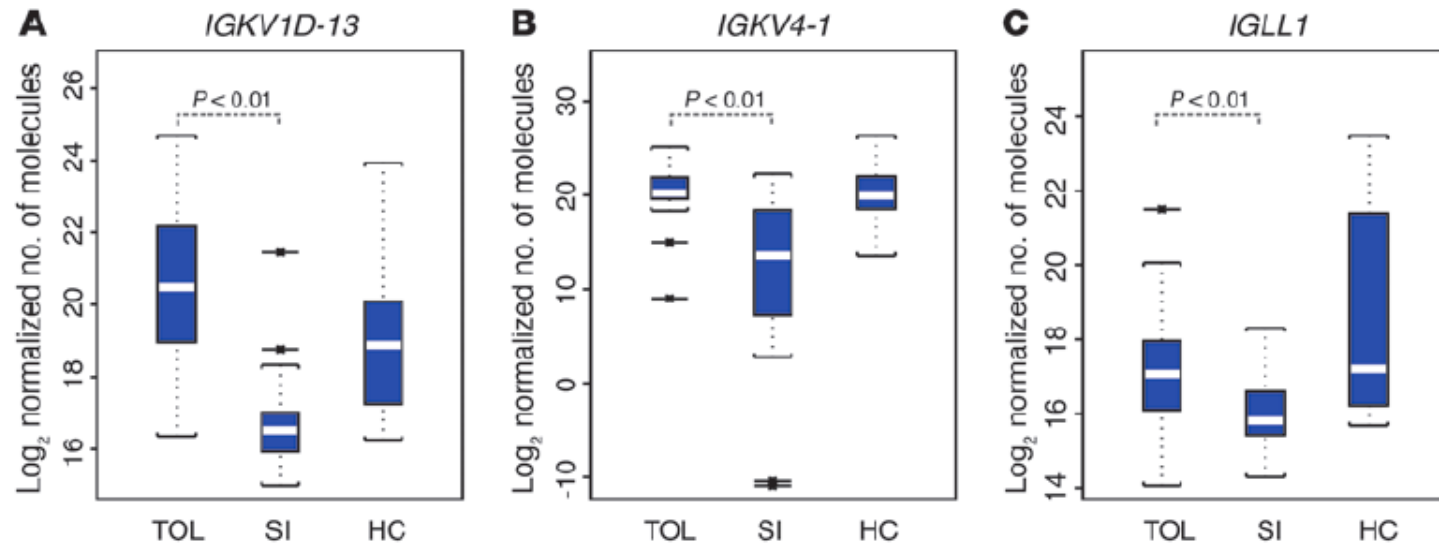 A IGKV1D-13
Log₂ normalized no. of molecules
26
24
22
20
18
16
P < 0.01
TOL SI HC
B IGKV4-1
Log₂ normalized no. of molecules
30
20
10
0
-10
P < 0.01
TOL SI HC
C IGLL1
Log₂ normalized no. of molecules
24
22
20
18
16
14
P < 0.01
TOL SI HC